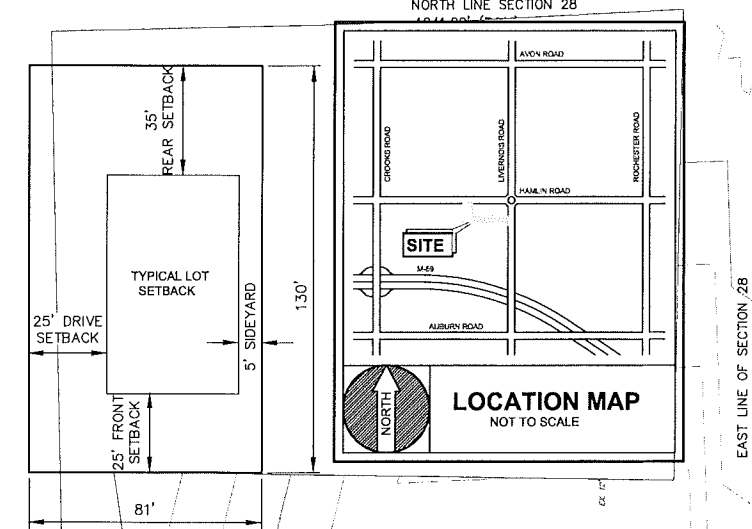 NORTH LINE SECTION 28
35'
REAR SETBACK
TYPICAL LOT
SETBACK
25' DRIVE
SETBACK
5' SIDEYARD
25' FRONT
SETBACK
130'
81'
AVON ROAD
CROOKS ROAD
LIVERNOIS ROAD
ROCHESTER ROAD
HAMLIN ROAD
SITE
M-59
AUBURN ROAD
NORTH
LOCATION MAP
NOT TO SCALE
EAST LINE OF SECTION 28
EX. 12"